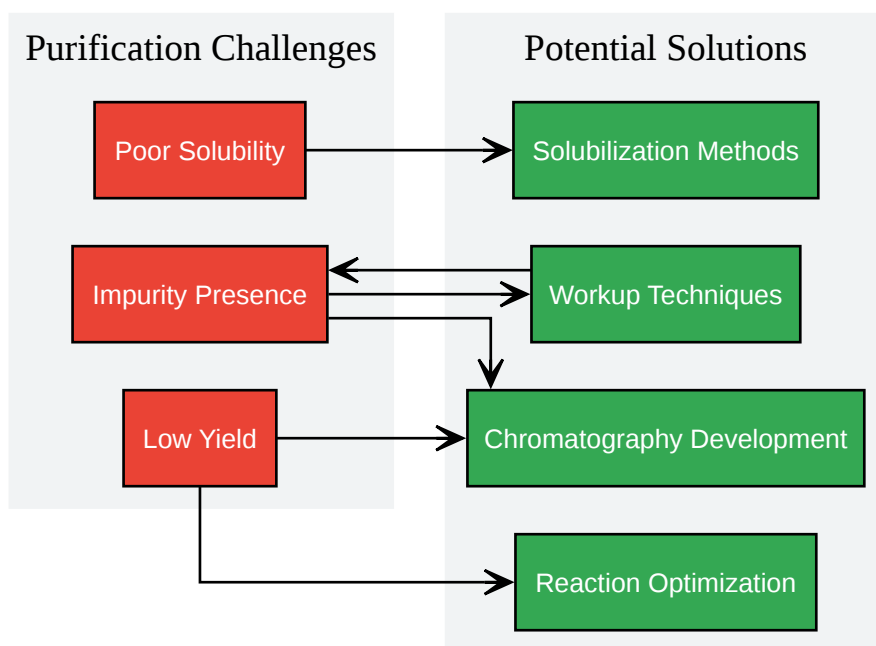 Purification Challenges
Poor Solubility
Impurity Presence
Low Yield
Potential Solutions
Solubilization Methods
Workup Techniques
Chromatography Development
Reaction Optimization